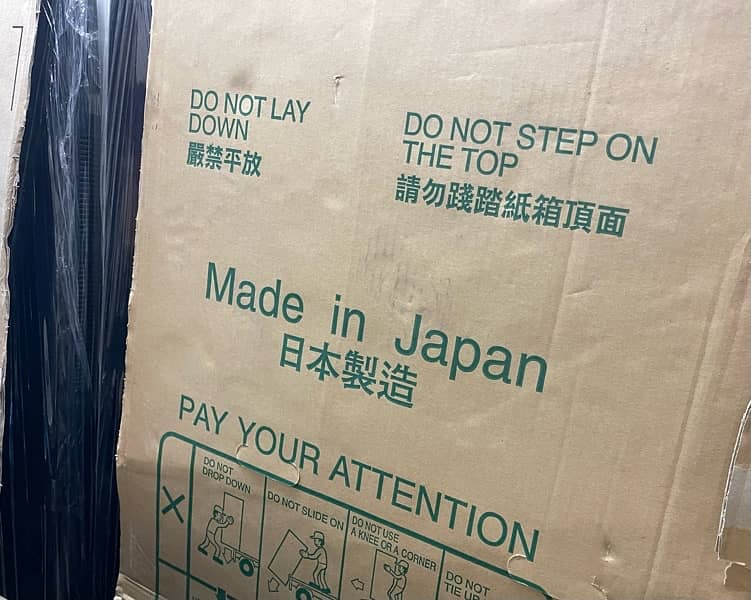 DO NOT LAY
DOWN
嚴禁平放
DO NOT STEP ON
THE TOP
請勿踐踏紙箱頂面
Made in Japan
日本製造
PAY YOUR ATTENTION
DO NOT
DROP DOWN
DO NOT SLIDE ON
DO NOT USE
A KNEE OR A CORNER
DO NOT
TIE UP